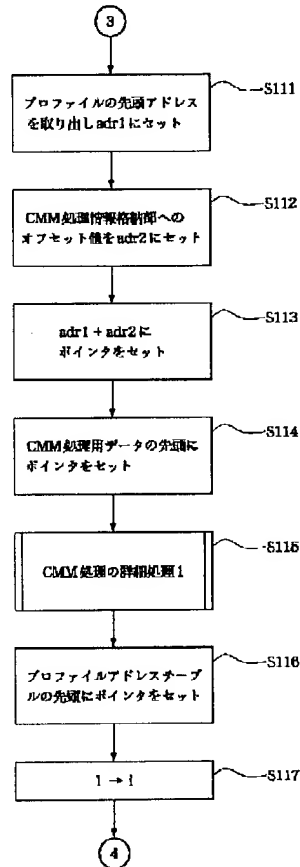 3
プロファイルの先頭アドレス
を取り出しadr1にセット
S111
CMM処理情報格納部への
オフセット値をadr2にセット
S112
adr1 + adr2に
ポインタをセット
S113
CMM処理用データの先頭に
ポインタをセット
S114
CMM処理の詳細処理1
S115
プロファイルアドレステーブ
ルの先頭にポインタをセット
S116
1 → i
S117
4